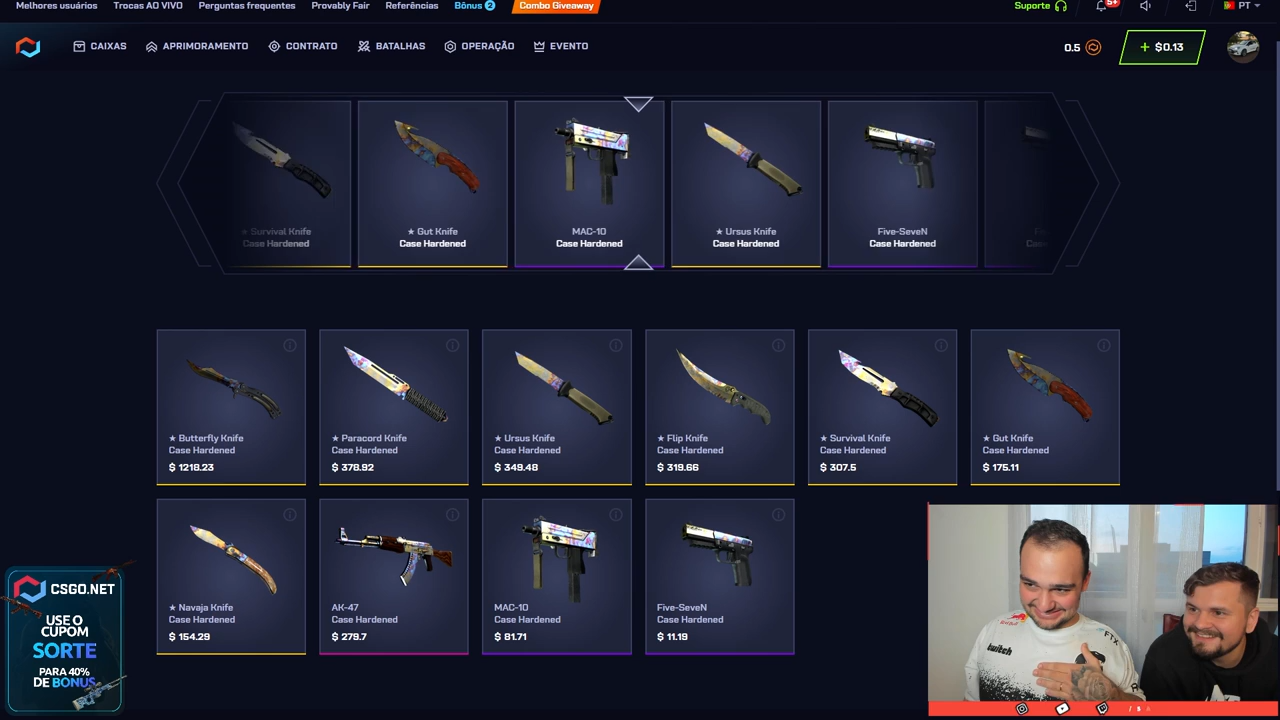 Melhores usuários Trocas AO VIVO Perguntas frequentes Provably Fair Referências Bônus 2 Combo Giveaway Suporte 5+ PT
CAIXAS APRIMORAMENTO CONTRATO BATALHAS OPERAÇÃO EVENTO 0.5 + $0.13
★ Survival Knife
Case Hardened
★ Gut Knife
Case Hardened
MAC-10
Case Hardened
★ Ursus Knife
Case Hardened
Five-SeveN
Case Hardened
★ Butterfly Knife
Case Hardened
$ 1218.23
★ Paracord Knife
Case Hardened
$ 378.92
★ Ursus Knife
Case Hardened
$ 349.48
★ Flip Knife
Case Hardened
$ 319.66
★ Survival Knife
Case Hardened
$ 307.5
★ Gut Knife
Case Hardened
$ 175.11
★ Navaja Knife
Case Hardened
$ 154.29
AK-47
Case Hardened
$ 279.7
MAC-10
Case Hardened
$ 81.71
Five-SeveN
Case Hardened
$ 11.19
CSGO.NET
USE O
CUPOM
SORTE
PARA 40%
DE BONUS
Red Bull
twitch
FTX